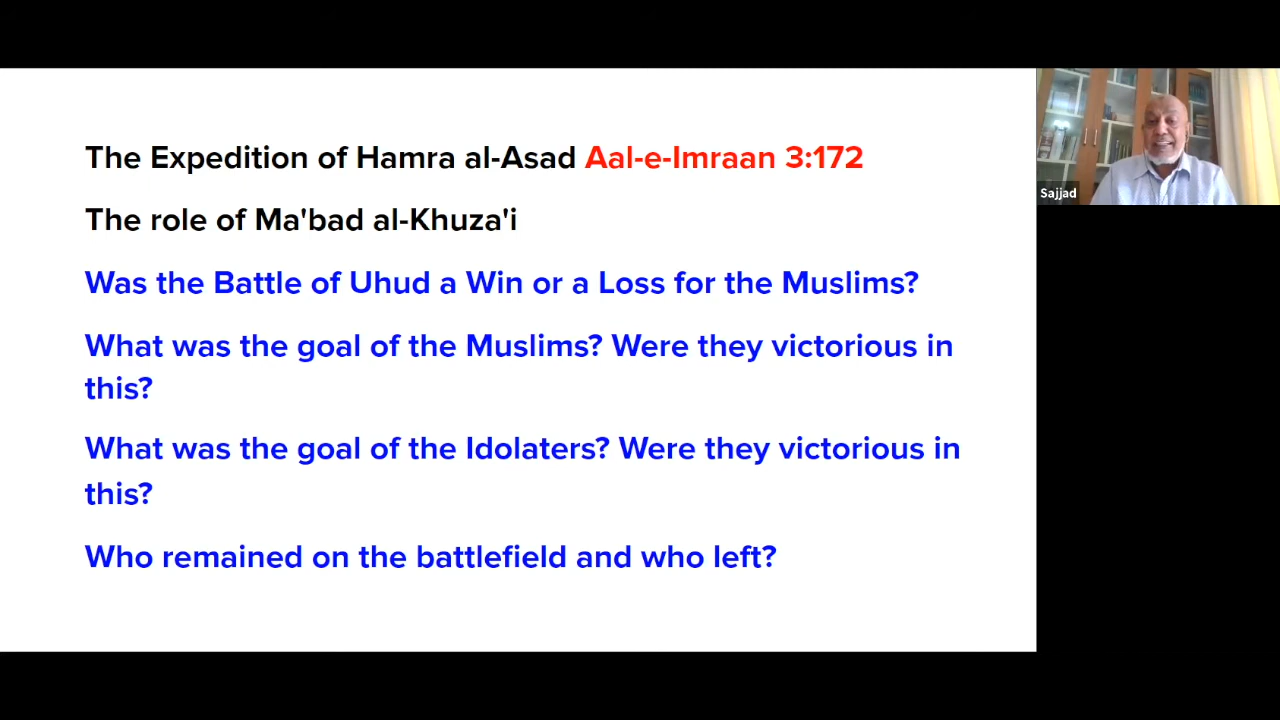 The Expedition of Hamra al-Asad Aal-e-Imraan 3:172
The role of Ma'bad al-Khuza'i
Was the Battle of Uhud a Win or a Loss for the Muslims?
What was the goal of the Muslims? Were they victorious in
this?
What was the goal of the Idolaters? Were they victorious in
this?
Who remained on the battlefield and who left?
Sajjad